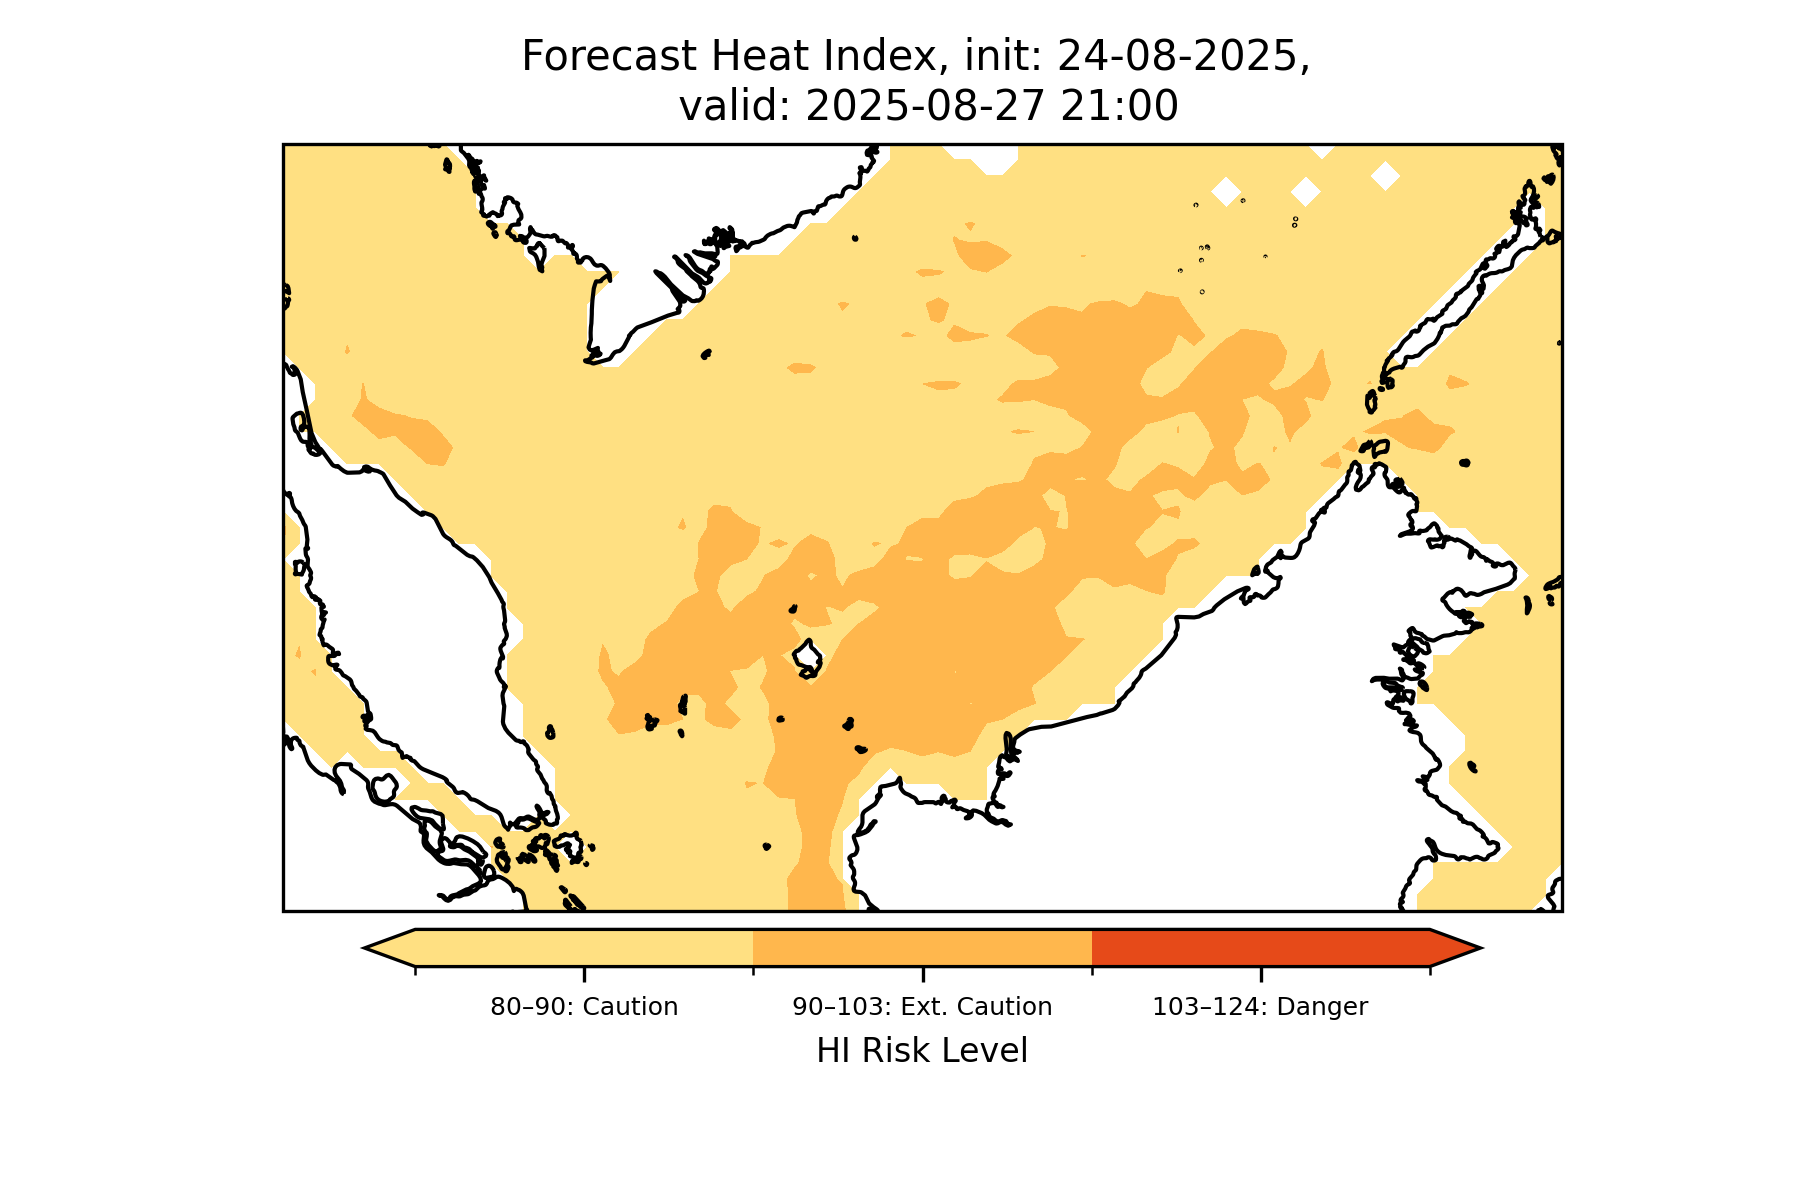 Forecast Heat Index, init: 24-08-2025,
valid: 2025-08-27 21:00
80–90: Caution
90–103: Ext. Caution
103–124: Danger
HI Risk Level